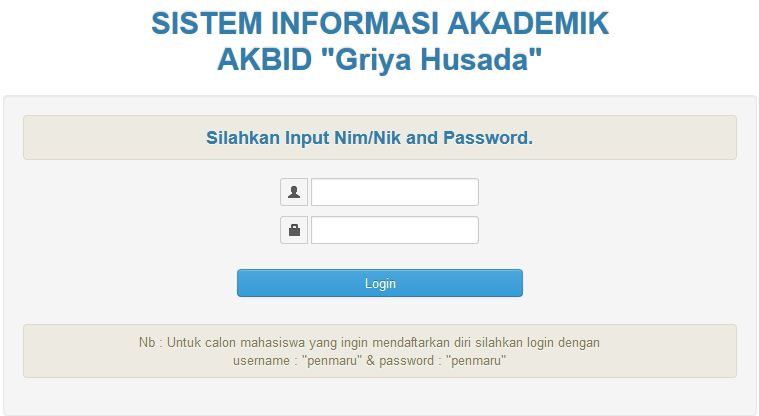 SISTEM INFORMASI AKADEMIK
AKBID "Griya Husada"
Silahkan Input Nim/Nik and Password.
Login
Nb : Untuk calon mahasiswa yang ingin mendaftarkan diri silahkan login dengan
username : "penmaru" & password : "penmaru"